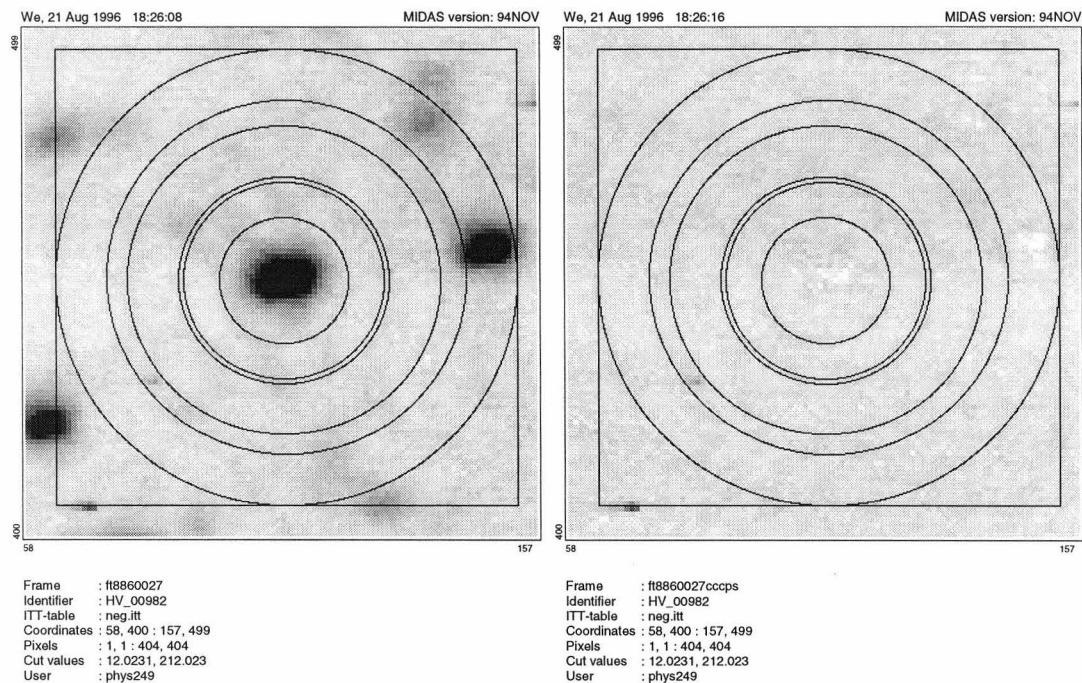 We, 21 Aug 1996 18:26:08 MIDAS version: 94NOV
499
400
58 157
Frame : ft8860027
Identifier : HV_00982
ITT-table : neg.itt
Coordinates : 58, 400 : 157, 499
Pixels : 1, 1 : 404, 404
Cut values : 12.0231, 212.023
User : phys249
We, 21 Aug 1996 18:26:16 MIDAS version: 94NOV
499
400
58 157
Frame : ft8860027cccps
Identifier : HV_00982
ITT-table : neg.itt
Coordinates : 58, 400 : 157, 499
Pixels : 1, 1 : 404, 404
Cut values : 12.0231, 212.023
User : phys249